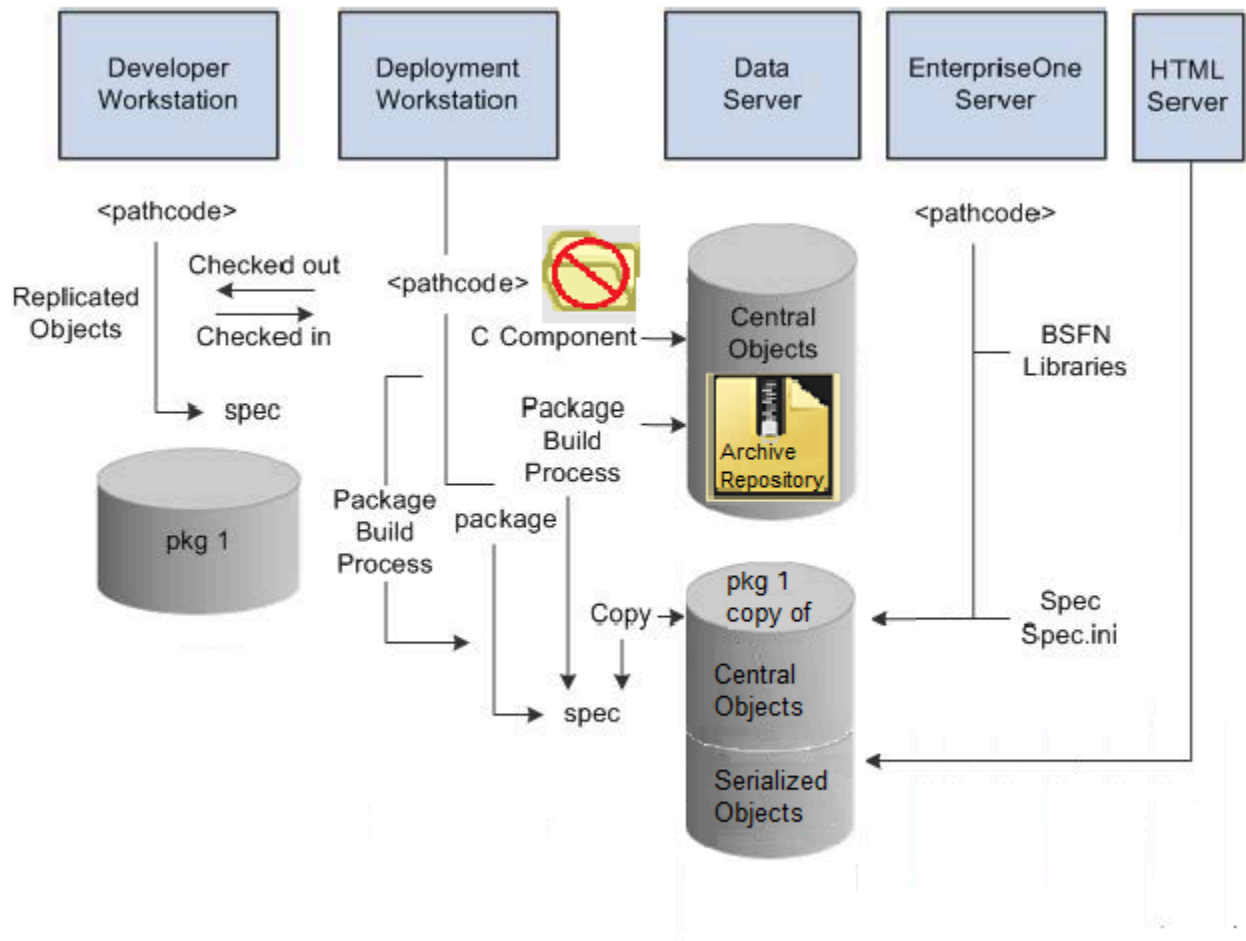 Developer
Workstation
Deployment
Workstation
Data
Server
EnterpriseOne
Server
HTML
Server
<pathcode>
Checked out
Replicated
Objects
Checked in
spec
pkg 1
<pathcode>
C Component
Package
Build
Process
Package
Build
Process
package
Copy
spec
Central
Objects
Archive
Repository
pkg 1
copy of
Central
Objects
Serialized
Objects
<pathcode>
BSFN
Libraries
Spec
Spec.ini